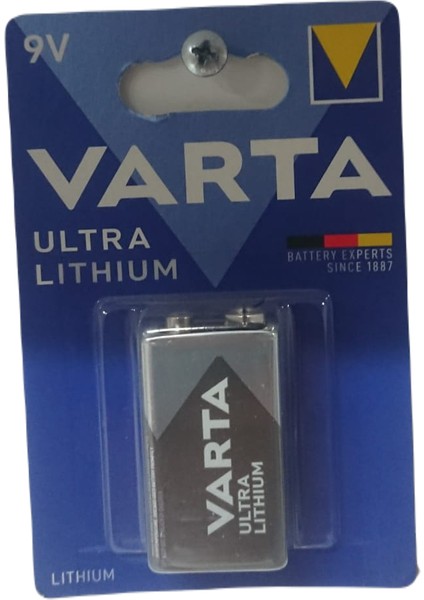 9V
VARTA
ULTRA
LITHIUM
BATTERY EXPERTS
SINCE 1887
VARTA
ULTRA
LITHIUM
LITHIUM